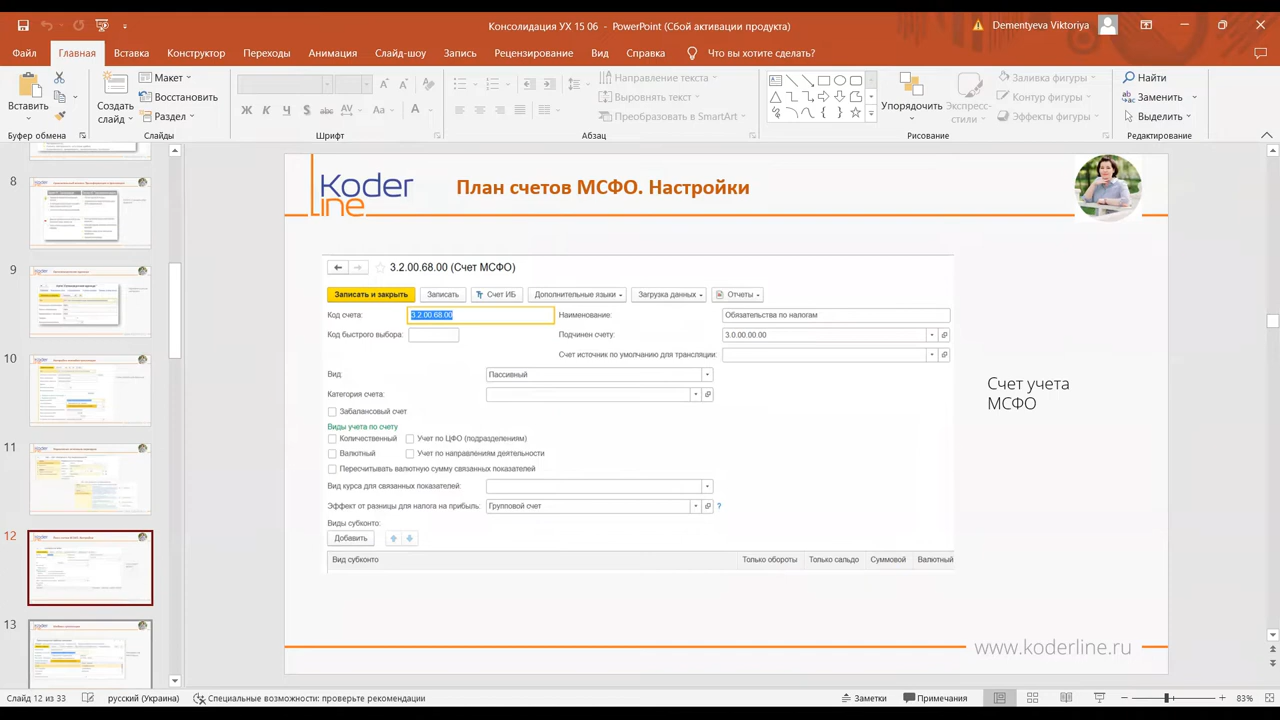 Консолидация УХ 15 06 - PowerPoint (Сбой активации продукта)
Dementyeva Viktoriya
Файл Главная Вставка Конструктор Переходы Анимация Слайд-шоу Запись Рецензирование Вид Справка Что вы хотите сделать?
Вставить
Создать слайд
Макет
Восстановить
Раздел
Ж К Ч S abc AV Aa A
Направление текста
Выровнять текст
Преобразовать в SmartArt
Упорядочить
Экспресс-стили
Заливка фигуры
Контур фигуры
Эффекты фигуры
Найти
Заменить
Выделить
Буфер обмена Слайды Шрифт Абзац Рисование Редактирование
8
9
10
11
12
13
Koder
line
План счетов МСФО. Настройки
3.2.00.68.00 (Счет МСФО)
Записать и закрыть Записать Счет ИБ Дополнительные языки Загрузка данных Отчеты
Код счета: 3.2.00.68.00 Наименование: Обязательства по налогам
Код быстрого выбора: Подчинен счету: 3.0.00.00.00
Счет источник по умолчанию для трансляции:
Вид Пассивный
Категория счета:
Забалансовый счет
Виды учета по счету
Количественный Учет по ЦФО (подразделениям)
Валютный Учет по направлениям деятельности
Пересчитывать валютную сумму связанных показателей
Вид курса для связанных показателей:
Эффект от разницы для налога на прибыль: Групповой счет ?
Виды субконто:
Добавить
Вид субконто Только обороты Только сальдо Суммовой Валютный
Счет учета
МСФО
www.koderline.ru
Слайд 12 из 33 русский (Украина) Специальные возможности: проверьте рекомендации Заметки Примечания 83%